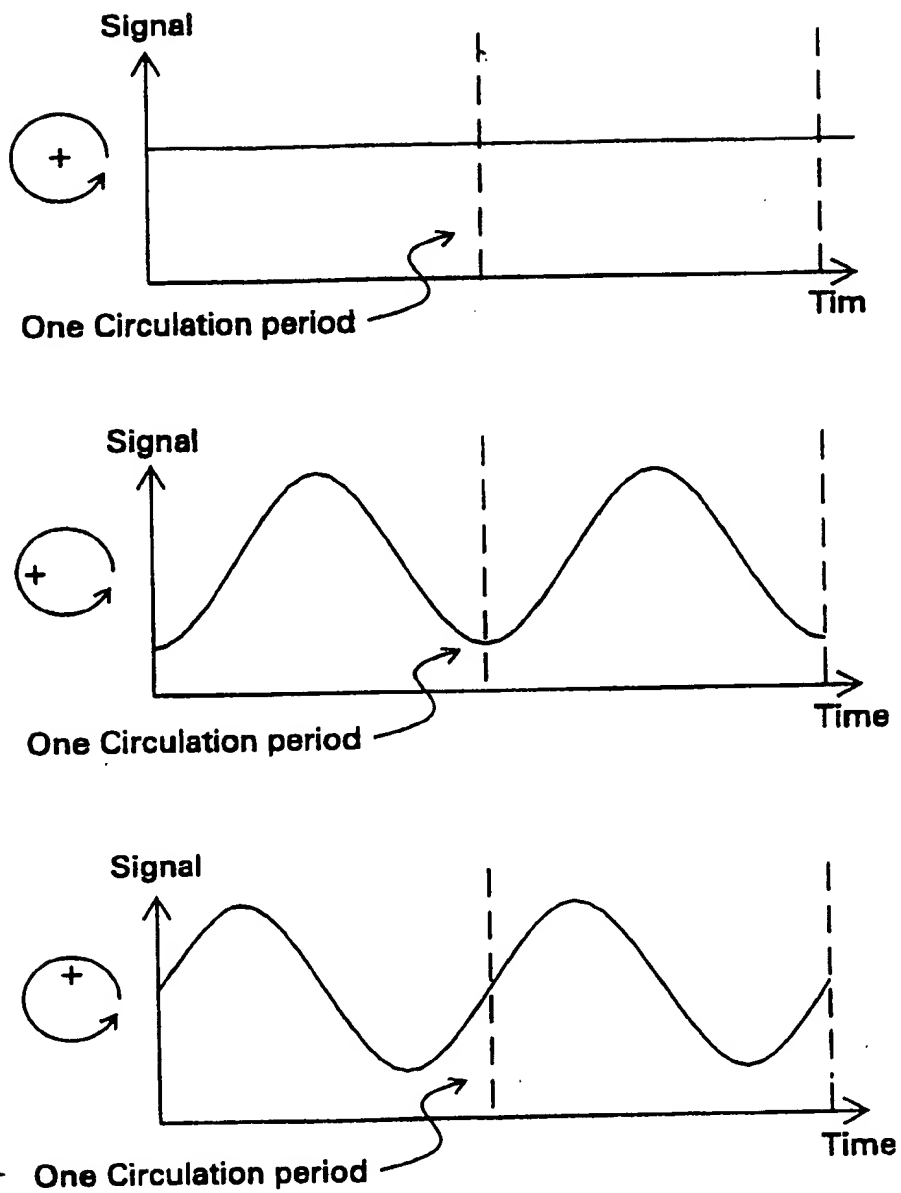 Signal
+
Tim
One Circulation period
Signal
+
Time
One Circulation period
Signal
+
Time
One Circulation period